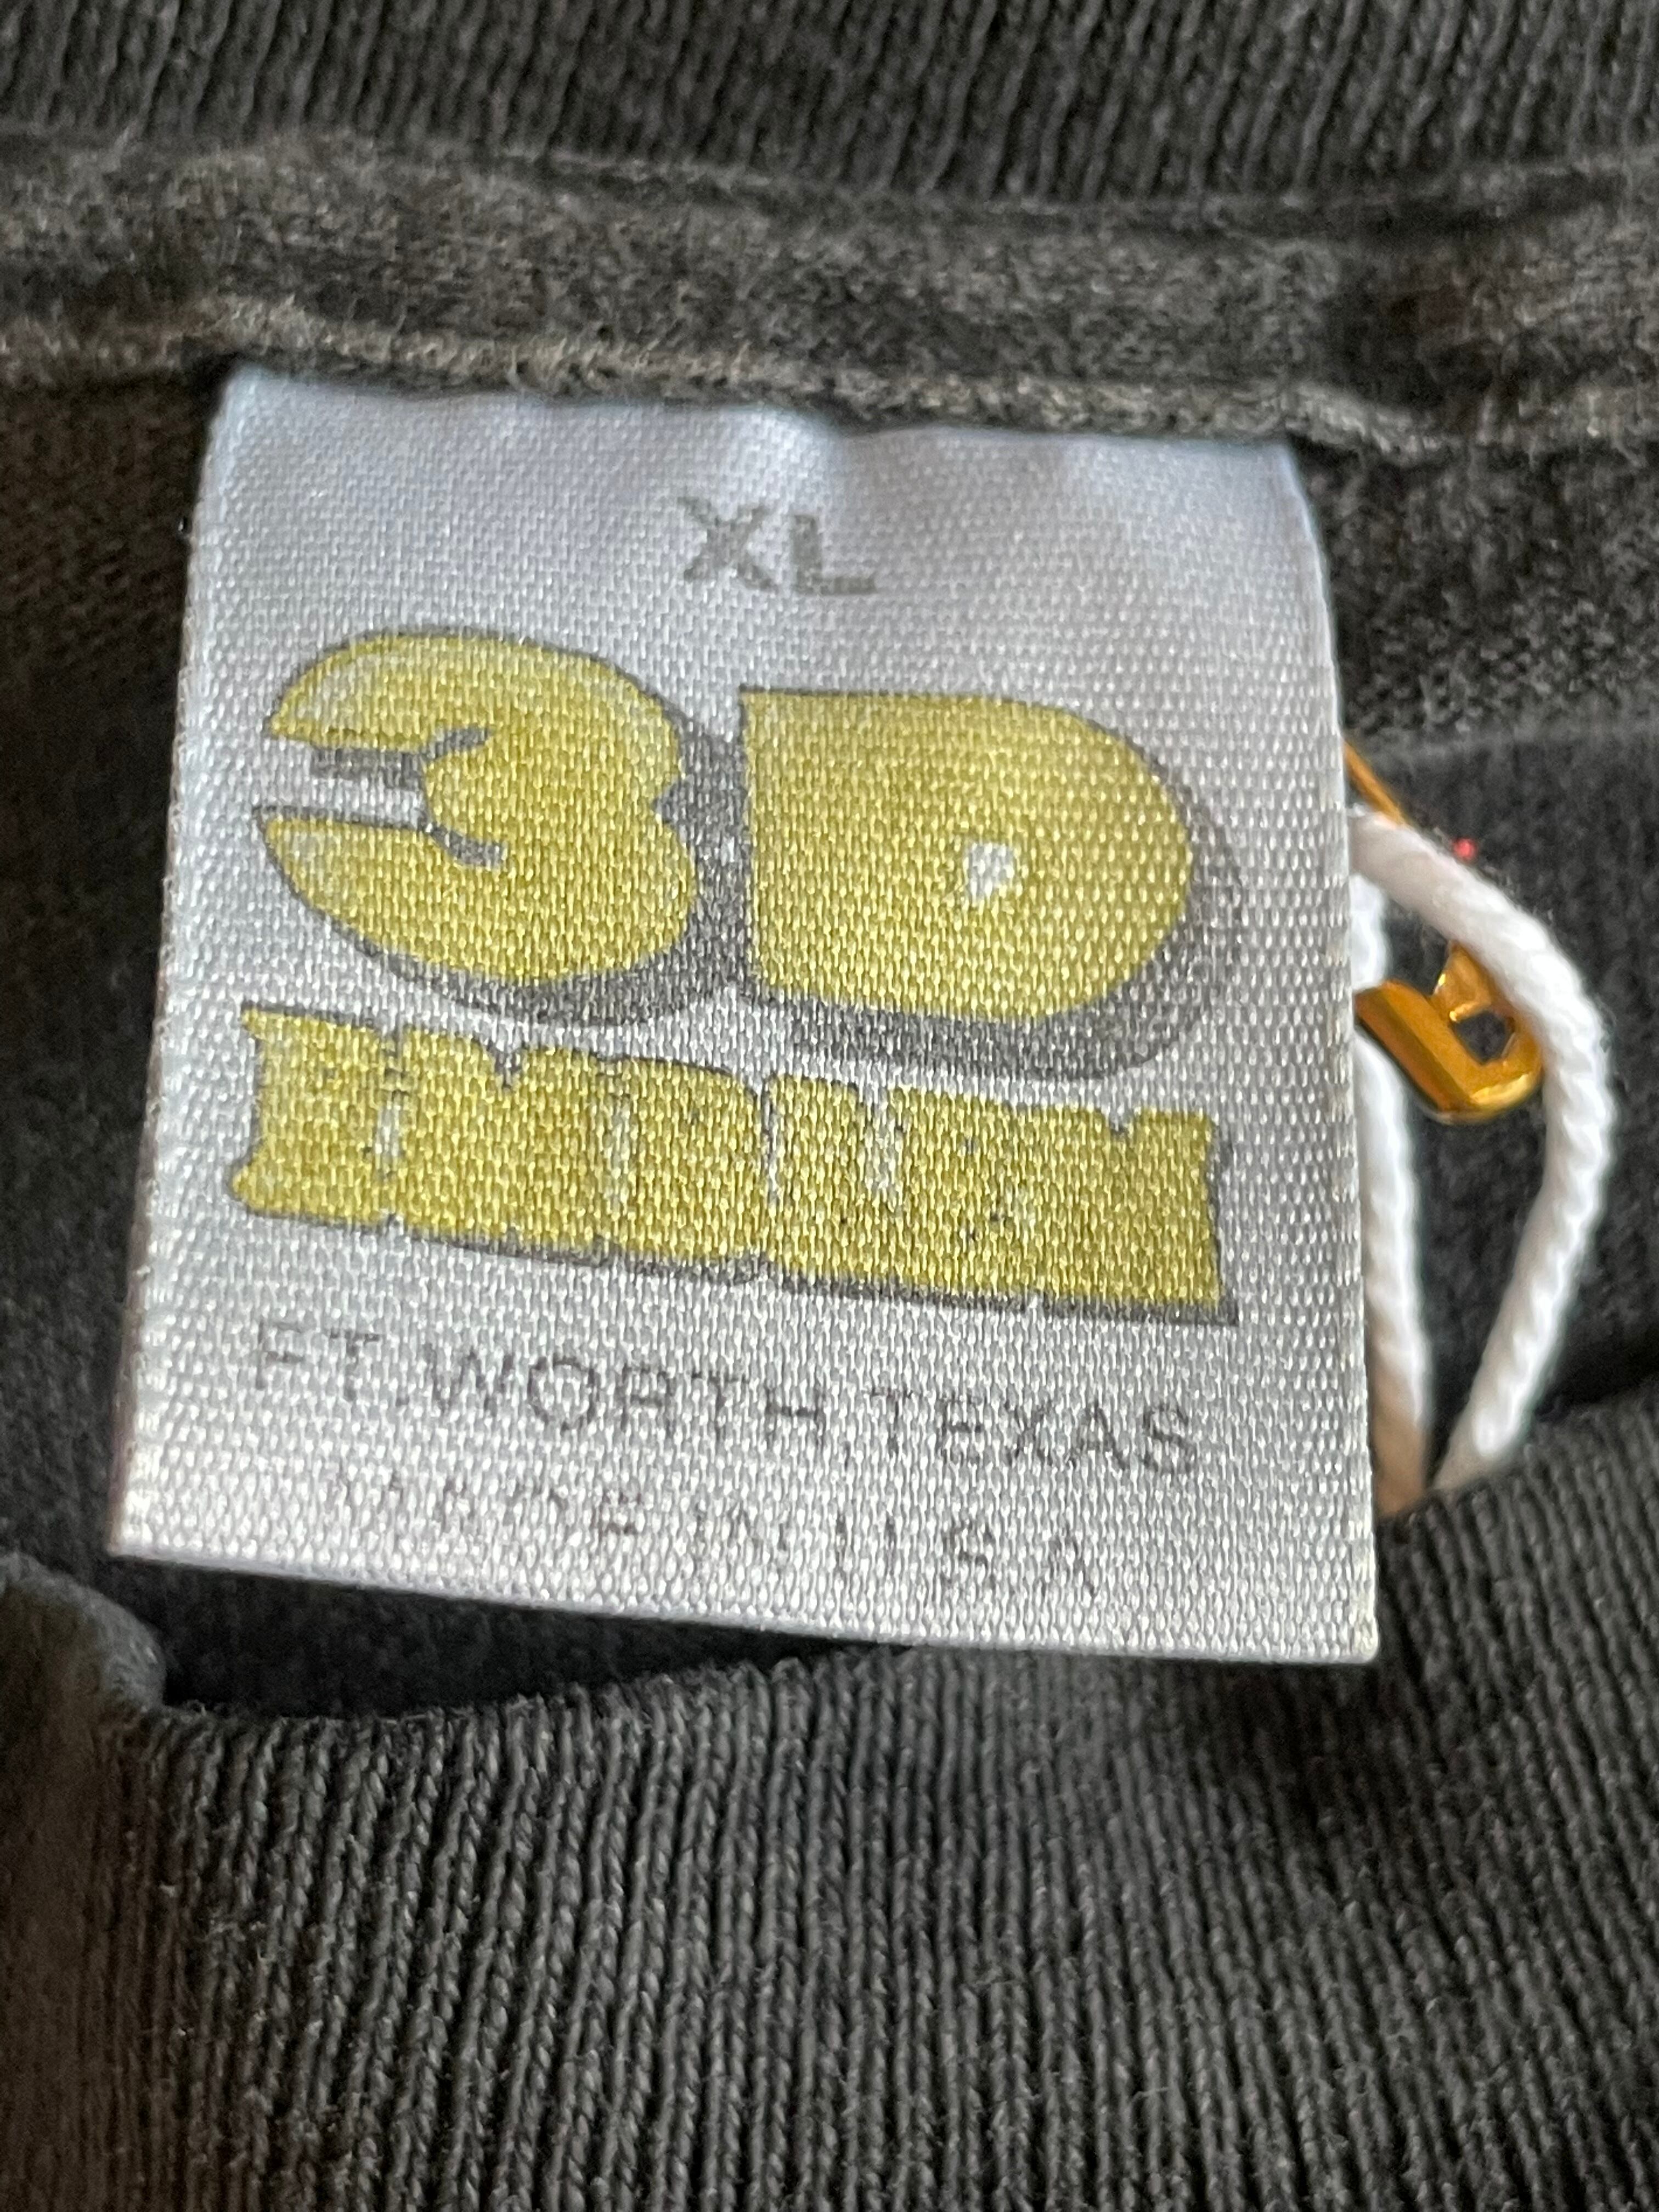 XL
3D
EMBLEM
FT. WORTH, TEXAS
MADE IN U.S.A